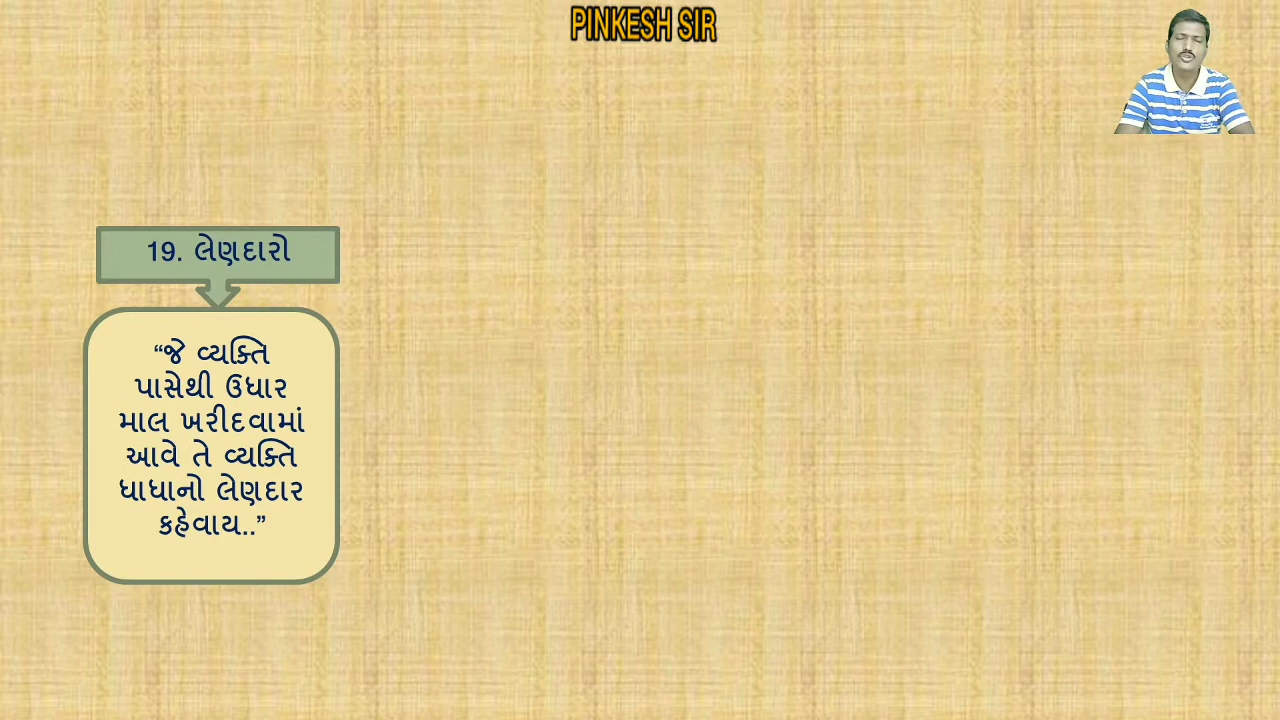 PINKESH SIR
19. લેણદારો
“જે વ્યક્તિ
પાસેથી ઉધાર
માલ ખરીદવામાં
આવે તે વ્યક્તિ
ધાધાનો લેણદાર
કહેવાય..”